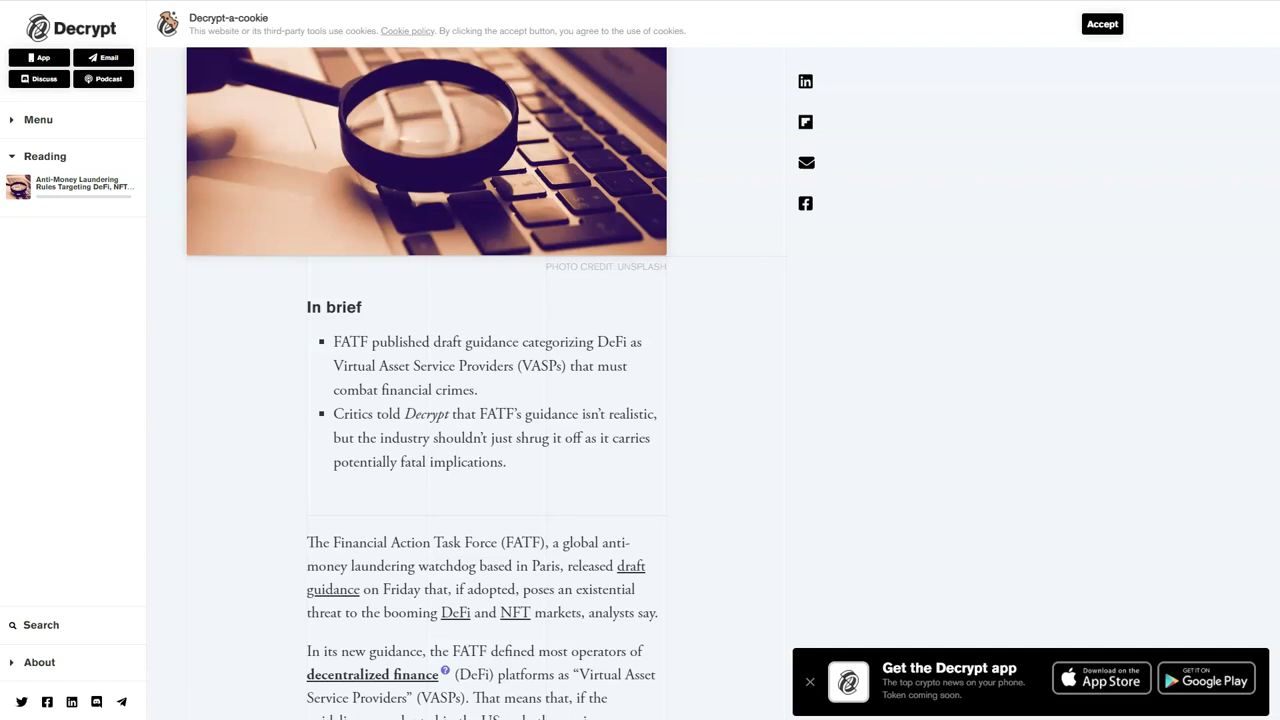 Decrypt
App
Email
Discuss
Podcast
Menu
Reading
Anti-Money Laundering
Rules Targeting DeFi, NFT...
Search
About
Decrypt-a-cookie
This website or its third-party tools use cookies. Cookie policy. By clicking the accept button, you agree to the use of cookies.
Accept
PHOTO CREDIT: UNSPLASH
In brief
FATF published draft guidance categorizing DeFi as
Virtual Asset Service Providers (VASPs) that must
combat financial crimes.
Critics told Decrypt that FATF’s guidance isn’t realistic,
but the industry shouldn’t just shrug it off as it carries
potentially fatal implications.
The Financial Action Task Force (FATF), a global anti-
money laundering watchdog based in Paris, released draft
guidance on Friday that, if adopted, poses an existential
threat to the booming DeFi and NFT markets, analysts say.
In its new guidance, the FATF defined most operators of
decentralized finance ? (DeFi) platforms as “Virtual Asset
Service Providers” (VASPs). That means that, if the
Get the Decrypt app
The top crypto news on your phone.
Token coming soon.
Download on the
App Store
GET IT ON
Google Play